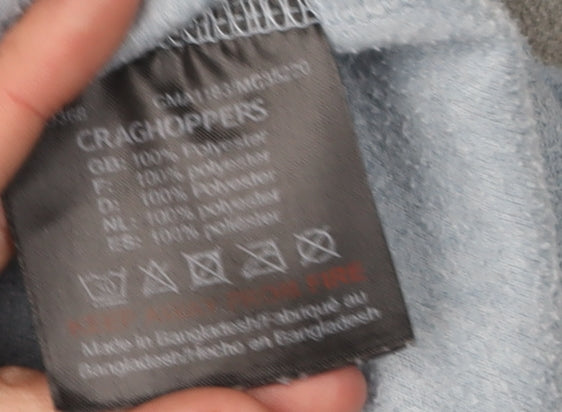 CRAGHOPPERS
GB: 100% Polyester
F: 100% polyester
D: 100% Polyester
NL: 100% polyester
ES: 100% poliéster
KEEP AWAY FROM FIRE
Made in Bangladesh/Fabriqué au
Bangladesh/Hecho en Bangladesh